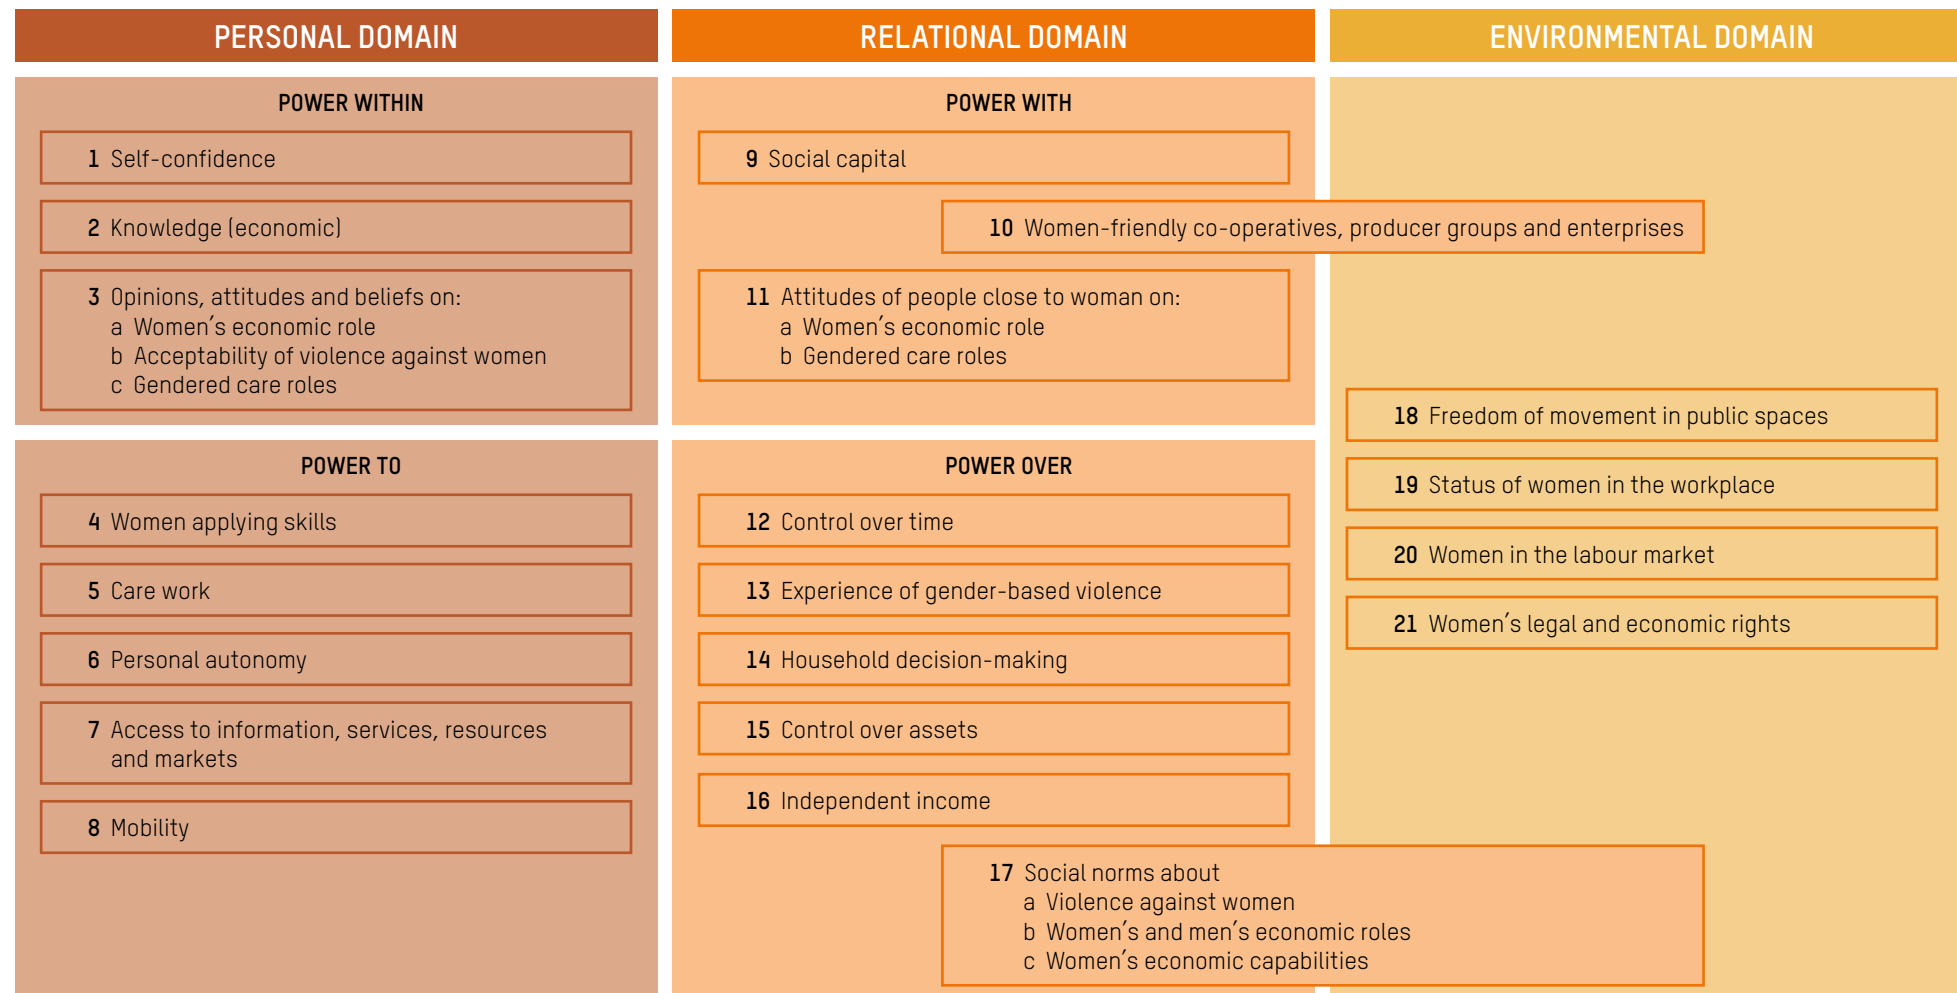 PERSONAL DOMAIN
POWER WITHIN
1 Self-confidence
2 Knowledge (economic)
3 Opinions, attitudes and beliefs on:
a Women's economic role
b Acceptability of violence against women
c Gendered care roles
POWER TO
4 Women applying skills
5 Care work
6 Personal autonomy
7 Access to information, services, resources
and markets
8 Mobility
RELATIONAL DOMAIN
POWER WITH
9 Social capital
10 Women-friendly co-operatives, producer groups and enterprises
11 Attitudes of people close to woman on:
a Women's economic role
b Gendered care roles
POWER OVER
12 Control over time
13 Experience of gender-based violence
14 Household decision-making
15 Control over assets
16 Independent income
17 Social norms about
a Violence against women
b Women's and men's economic roles
c Women's economic capabilities
ENVIRONMENTAL DOMAIN
18 Freedom of movement in public spaces
19 Status of women in the workplace
20 Women in the labour market
21 Women's legal and economic rights